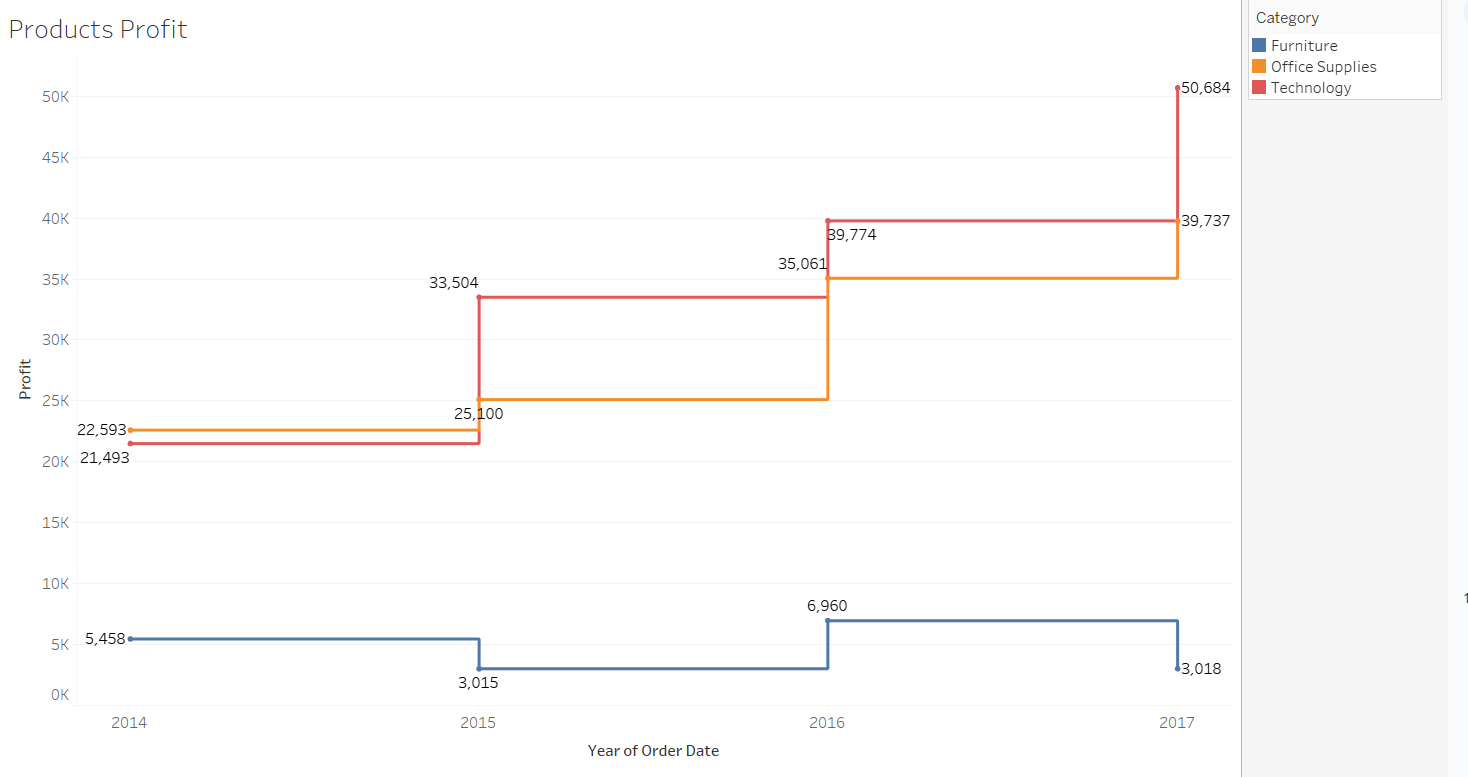 Products Profit
Category
Furniture
Office Supplies
Technology
50K
45K
40K
35K
30K
25K
20K
15K
10K
5K
0K
Profit
50,684
39,737
39,774
35,061
33,504
25,100
22,593
21,493
6,960
5,458
3,015
3,018
2014 2015 2016 2017
Year of Order Date
1